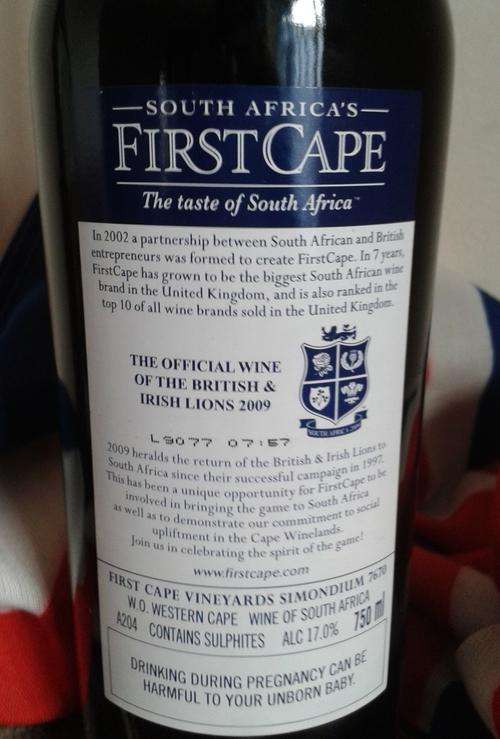 SOUTH AFRICA'S
FIRSTCAPE
The taste of South Africa™
In 2002 a partnership between South African and British
entrepreneurs was formed to create FirstCape. In 7 years,
FirstCape has grown to be the biggest South African wine
brand in the United Kingdom, and is also ranked in the
top 10 of all wine brands sold in the United Kingdom.
THE OFFICIAL WINE
OF THE BRITISH &
IRISH LIONS 2009
SOUTH AFRICA 2009
L9077 07:57
2009 heralds the return of the British & Irish Lions to
South Africa since their successful campaign in 1997.
This has been a unique opportunity for FirstCape to be
involved in bringing the game to South Africa
as well as to demonstrate our commitment to social
upliftment in the Cape Winelands.
Join us in celebrating the spirit of the game!
www.firstcape.com
FIRST CAPE VINEYARDS SIMONDIUM 7670
W.O. WESTERN CAPE WINE OF SOUTH AFRICA
A204 CONTAINS SULPHITES ALC 17.0% 750 ml
DRINKING DURING PREGNANCY CAN BE
HARMFUL TO YOUR UNBORN BABY.